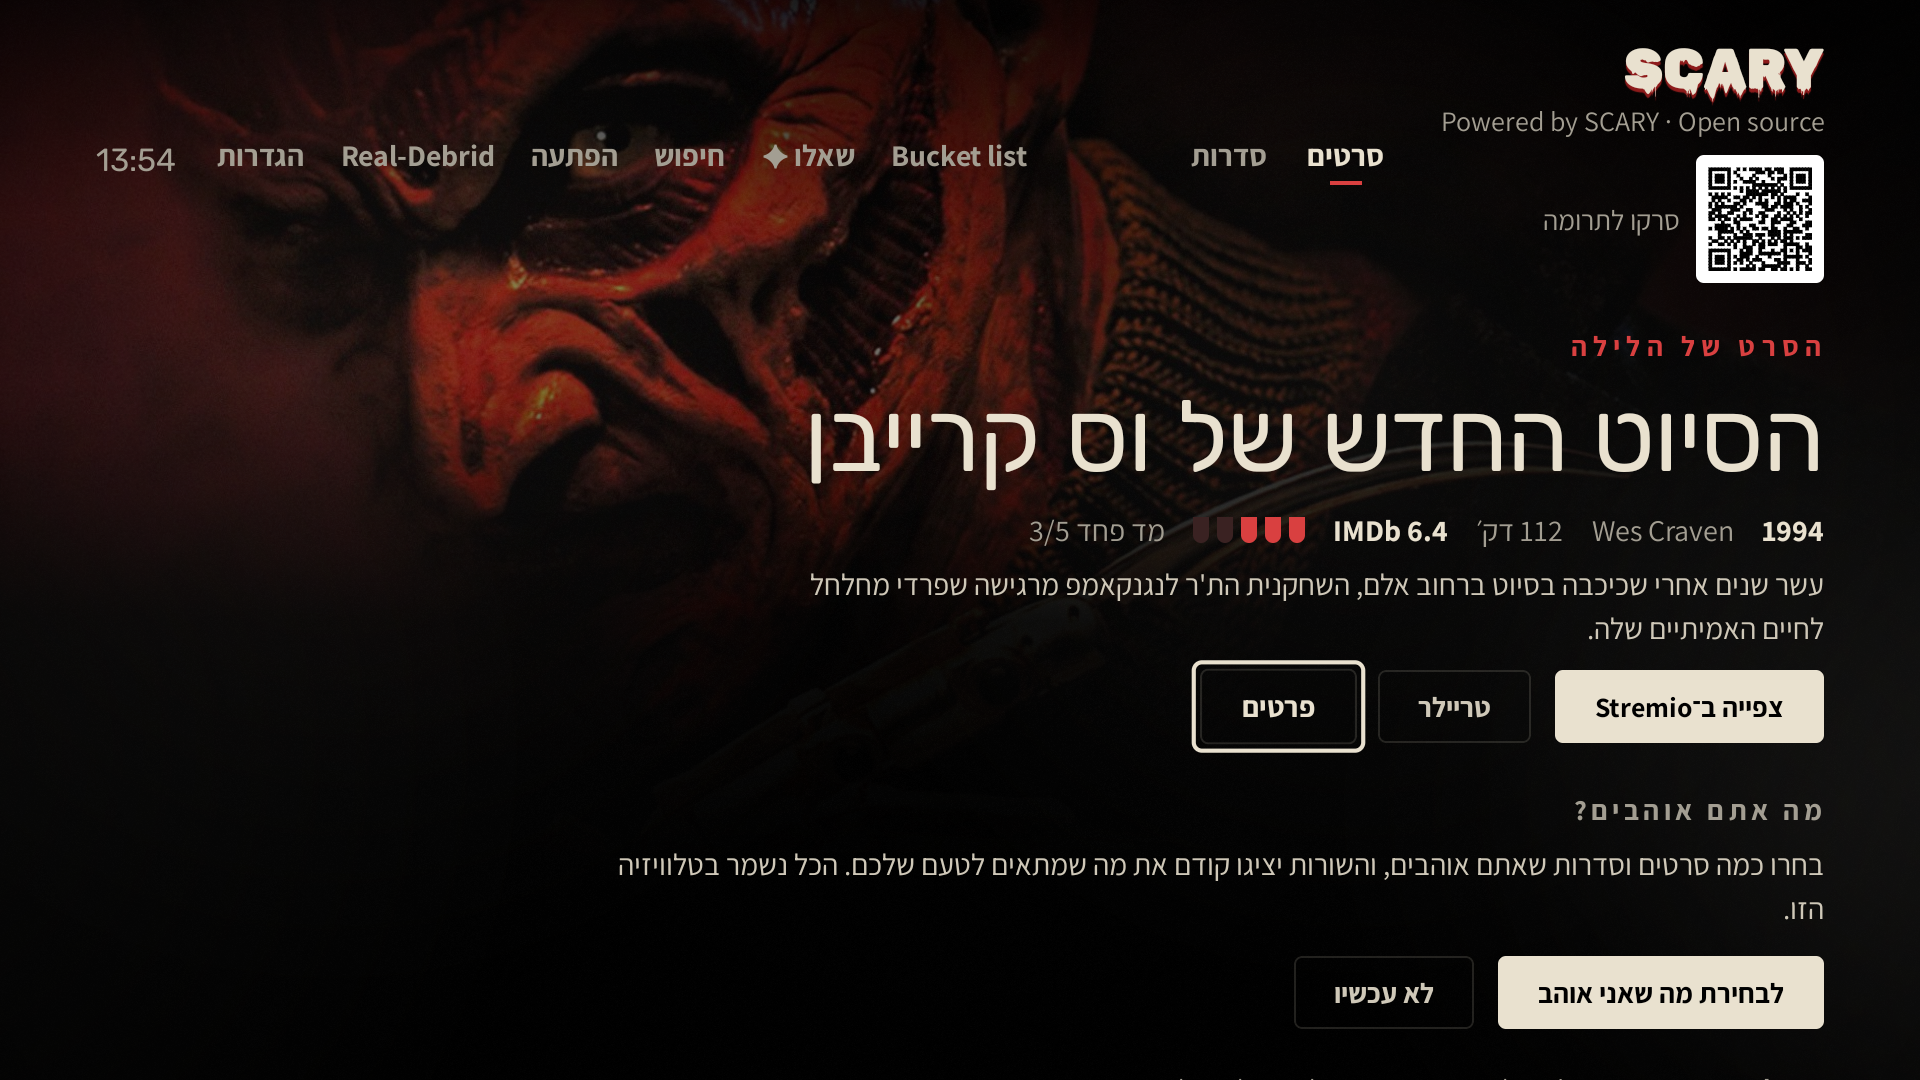 SCARY
Powered by SCARY · Open source
סרטים
סדרות
Bucket list
שאלו ✦
חיפוש
הפתעה
Real-Debrid
הגדרות
13:54
סרקו לתרומה
הסרט של הלילה
הסיוט החדש של וס קרייבן
1994 Wes Craven 112 דק׳ IMDb 6.4 מד פחד 3/5
עשר שנים אחרי שכיכבה בסיוט ברחוב אלם, השחקנית הת'ר לנגנקאמפ מרגישה שפרדי מחלחל
לחיים האמיתיים שלה.
צפייה ב־Stremio
טריילר
פרטים
מה אתם אוהבים?
בחרו כמה סרטים וסדרות שאתם אוהבים, והשורות יציגו קודם את מה שמתאים לטעם שלכם. הכל נשמר בטלוויזיה
הזו.
לבחירת מה שאני אוהב
לא עכשיו